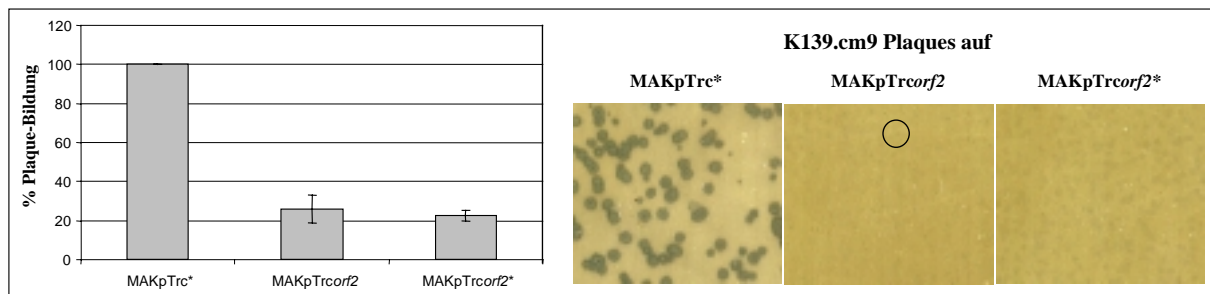 % Plaque-Bildung
120
100
80
60
40
20
0
MAKpTrc*
MAKpTrcorf2
MAKpTrcorf2*
K139.cm9 Plaques auf
MAKpTrc* MAKpTrcorf2 MAKpTrcorf2*